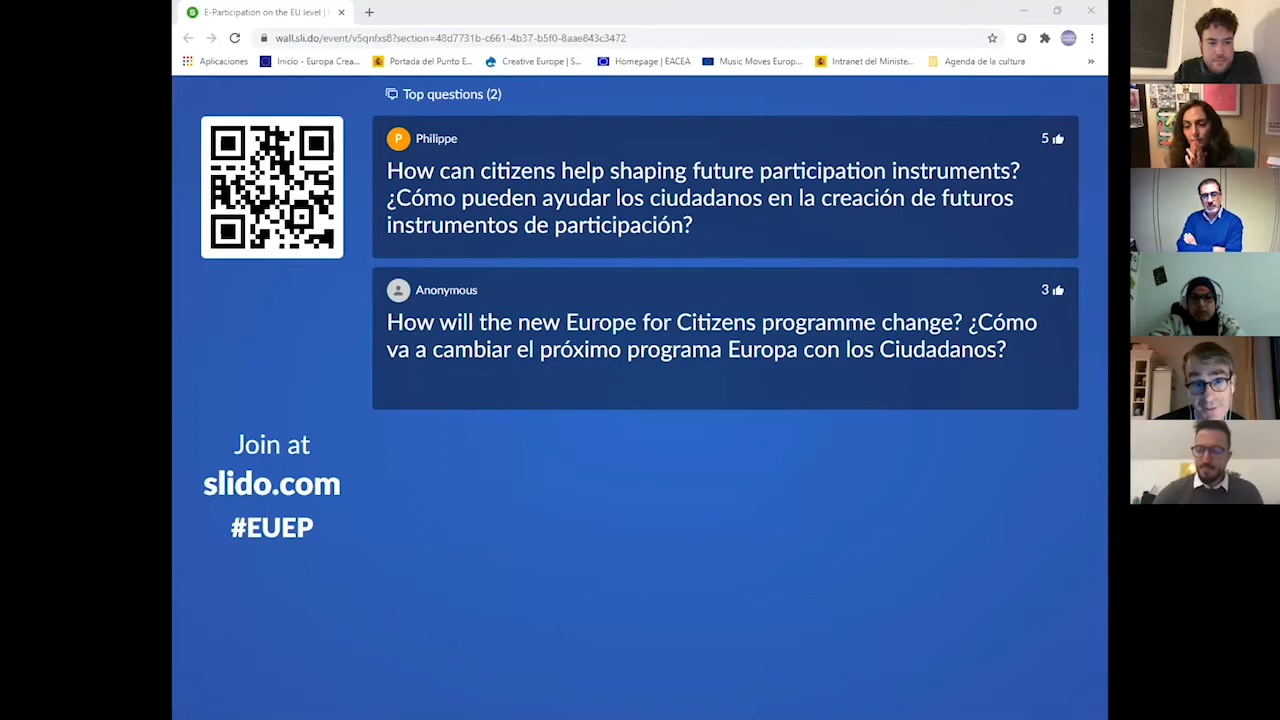 E-Participation on the EU level |
wall.sli.do/event/v5qnfxs8?section=48d7731b-c661-4b37-b5f0-8aae843c3472
Aplicaciones
Inicio - Europa Crea...
Portada del Punto E...
Creative Europe | S...
Homepage | EACEA
Music Moves Europ...
Intranet del Ministe...
Agenda de la cultura
»
Top questions (2)
P Philippe
5
How can citizens help shaping future participation instruments?
¿Cómo pueden ayudar los ciudadanos en la creación de futuros
instrumentos de participación?
Anonymous
3
How will the new Europe for Citizens programme change? ¿Cómo
va a cambiar el próximo programa Europa con los Ciudadanos?
Join at
slido.com
#EUEP